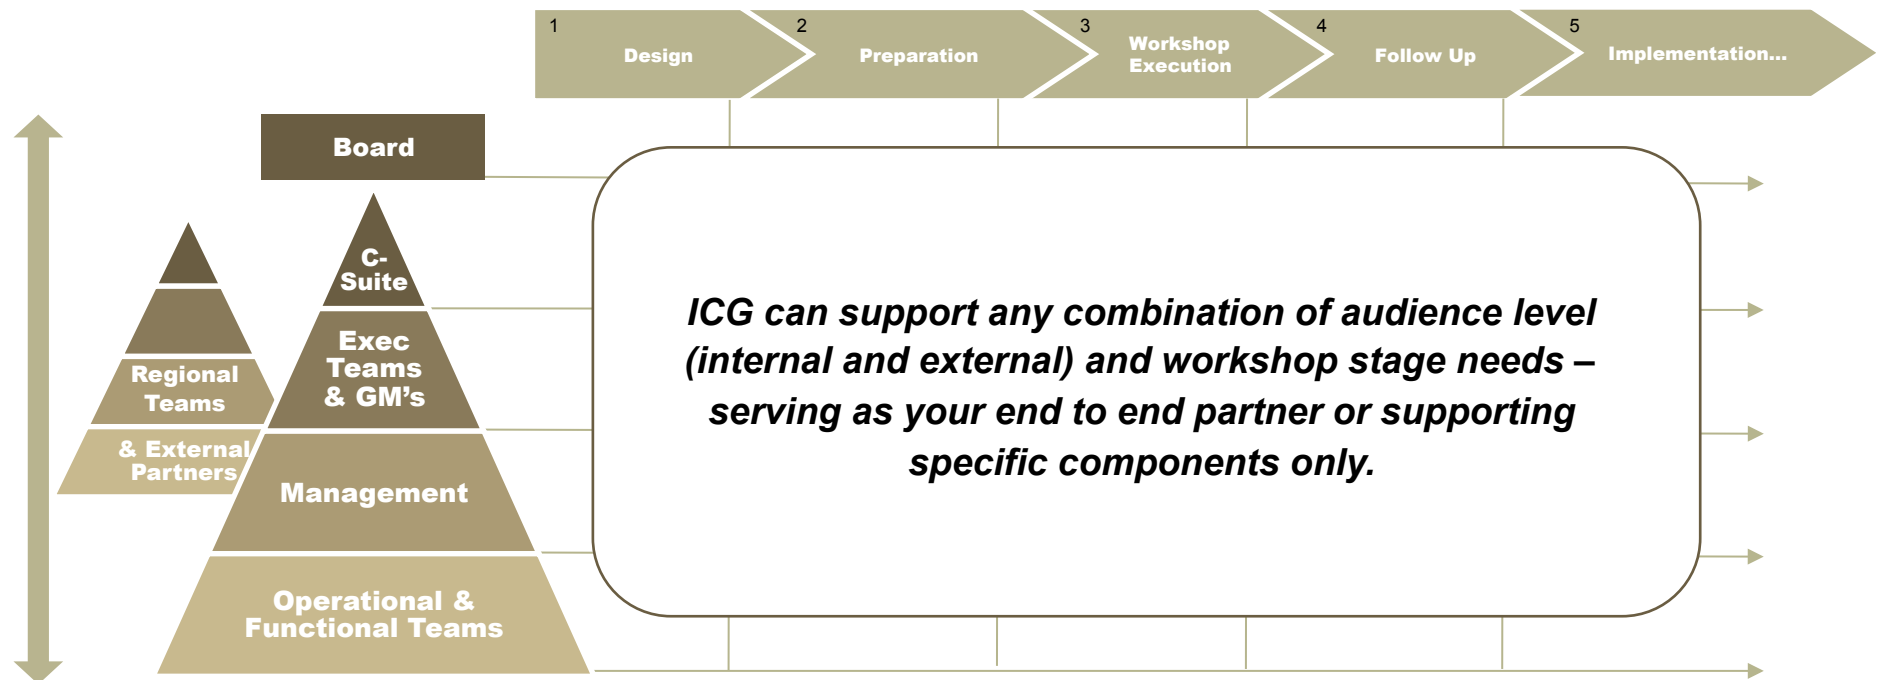 1
Design
2
Preparation
3
Workshop
Execution
4
Follow Up
5
Implementation...
Board
C-
Suite
Exec
Teams
& GM’s
Management
Operational &
Functional Teams
Regional
Teams
& External
Partners
ICG can support any combination of audience level
(internal and external) and workshop stage needs –
serving as your end to end partner or supporting
specific components only.